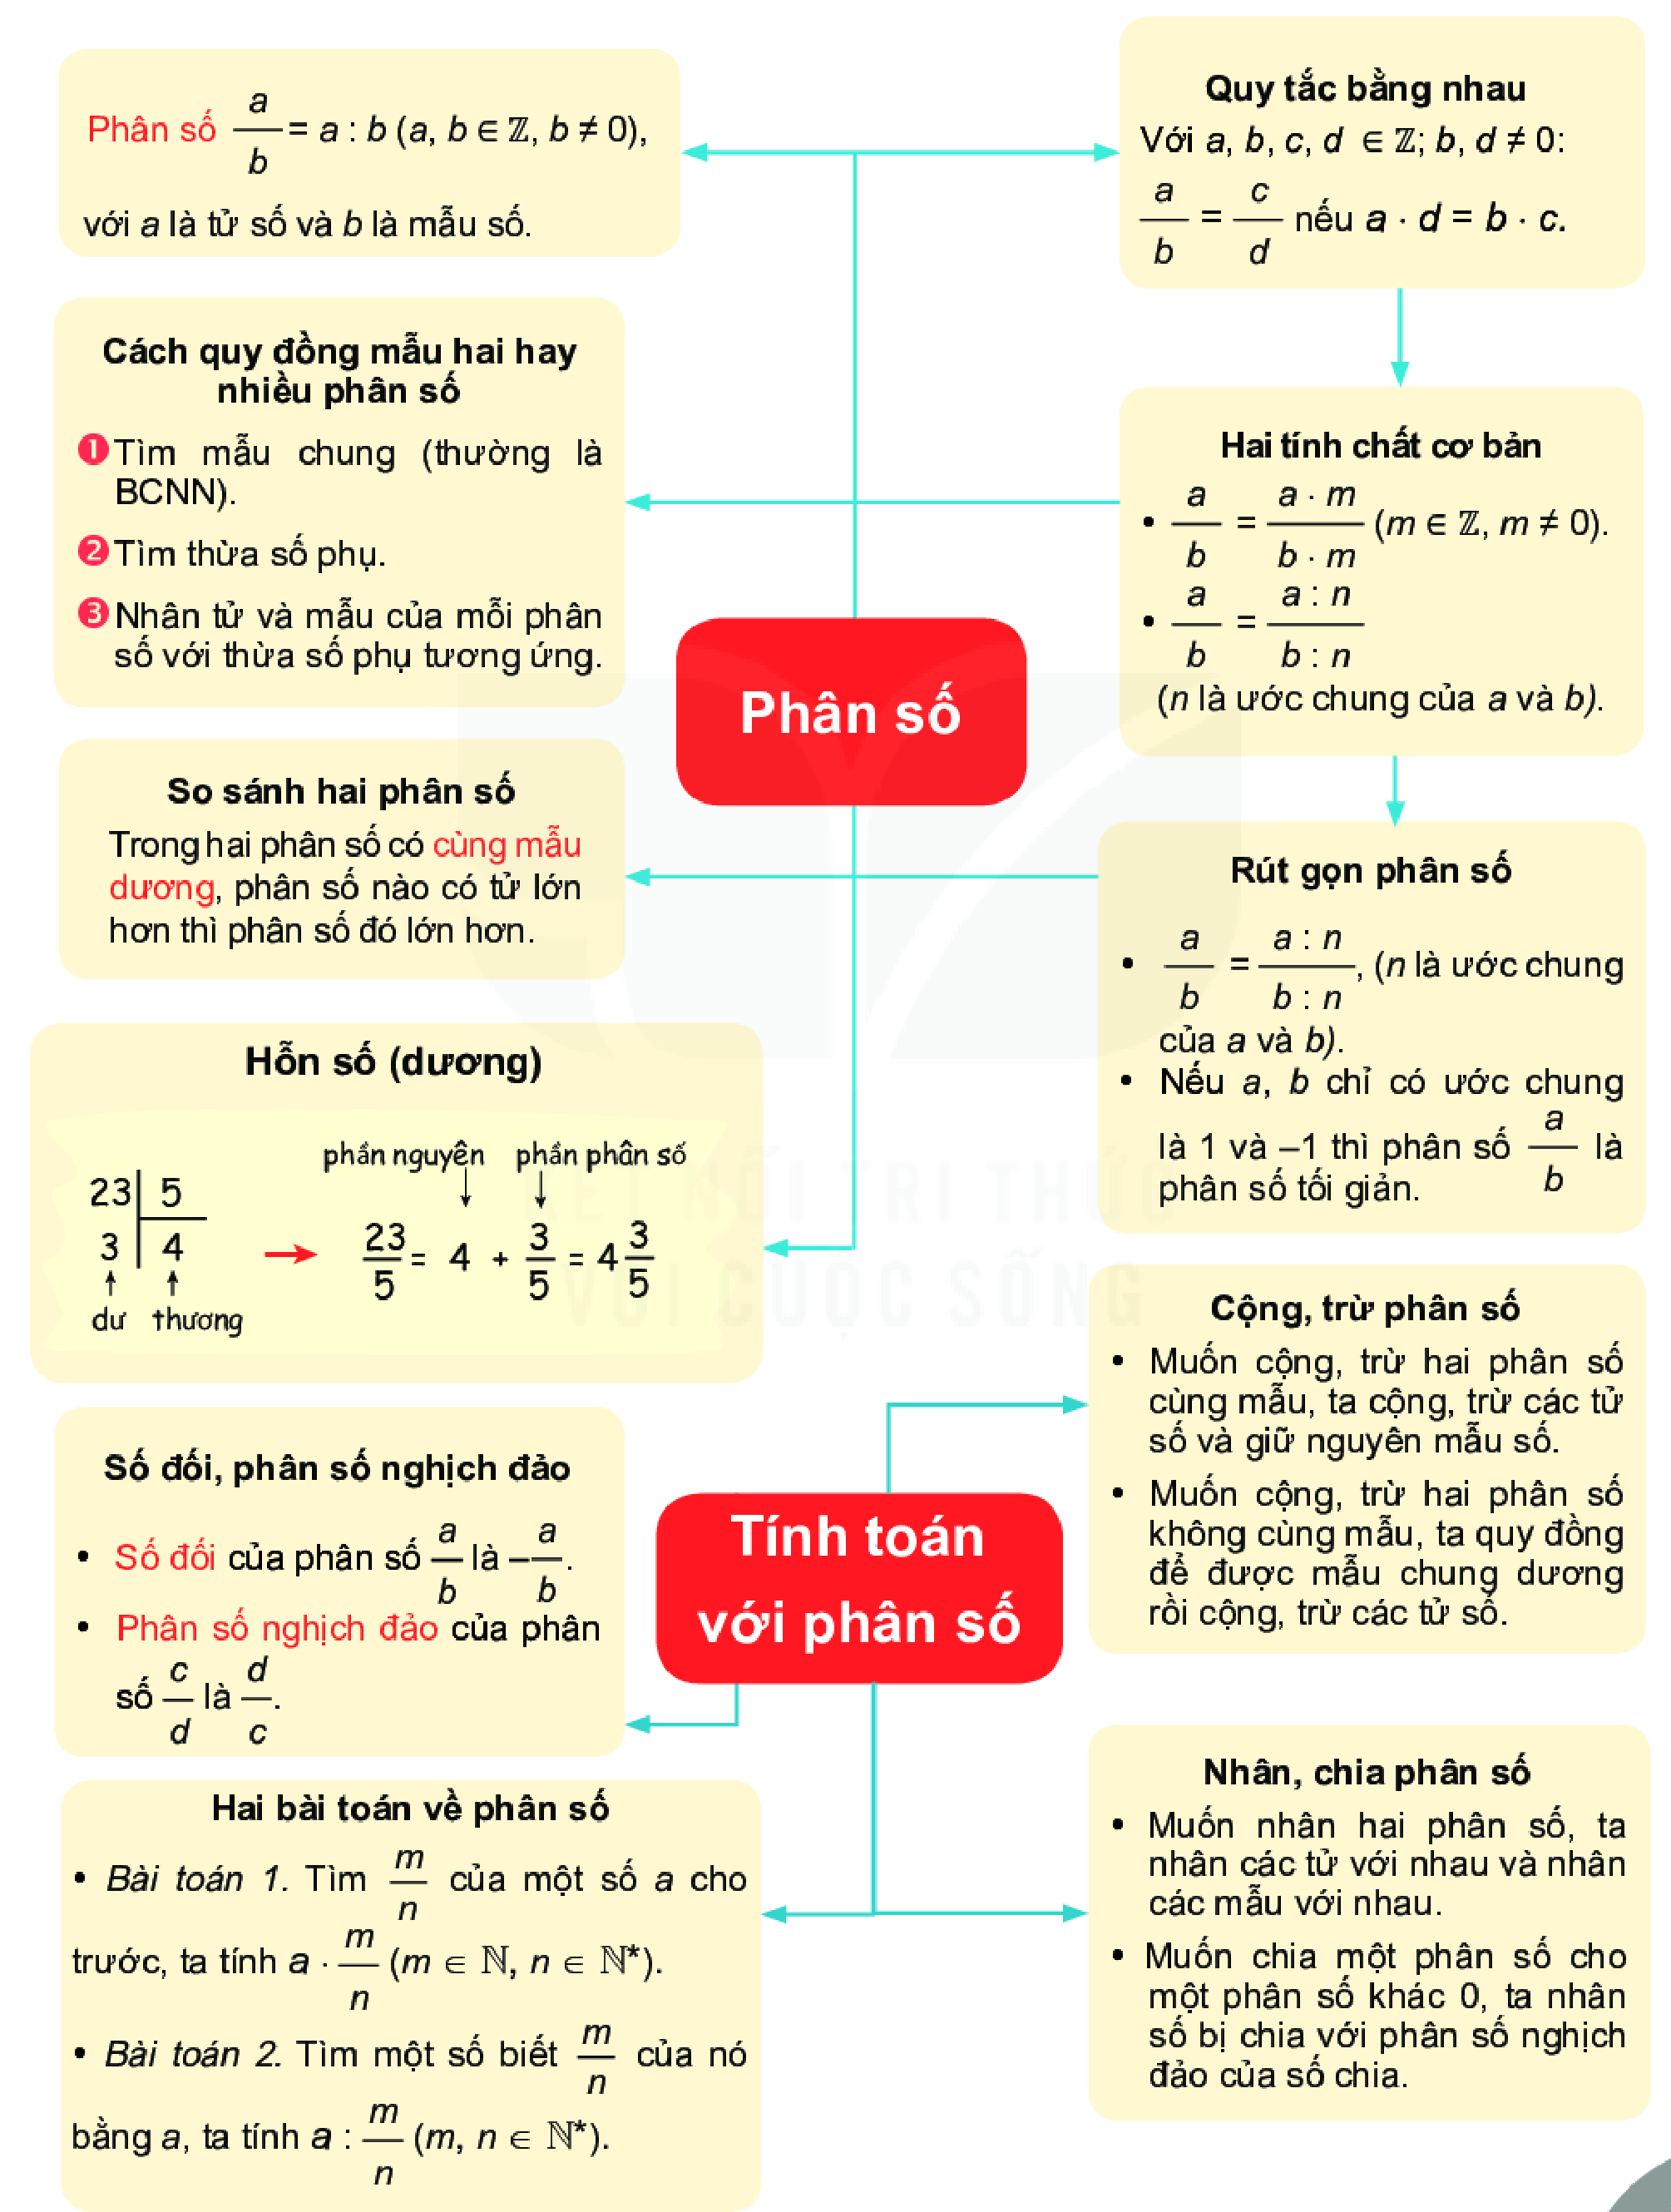 Phân số a/b = a : b (a, b ∈ ℤ, b ≠ 0),
với a là tử số và b là mẫu số.
Quy tắc bằng nhau
Với a, b, c, d ∈ ℤ; b, d ≠ 0:
a/b = c/d nếu a · d = b · c.
Cách quy đồng mẫu hai hay
nhiều phân số
1 Tìm mẫu chung (thường là
BCNN).
2 Tìm thừa số phụ.
3 Nhân tử và mẫu của mỗi phân
số với thừa số phụ tương ứng.
Hai tính chất cơ bản
• a/b = a · m/b · m (m ∈ ℤ, m ≠ 0).
• a/b = a : n/b : n
(n là ước chung của a và b).
Phân số
So sánh hai phân số
Trong hai phân số có cùng mẫu
dương, phân số nào có tử lớn
hơn thì phân số đó lớn hơn.
Rút gọn phân số
• a/b = a : n/b : n, (n là ước chung
của a và b).
• Nếu a, b chỉ có ước chung
là 1 và –1 thì phân số a/b là
phân số tối giản.
Hỗn số (dương)
phần nguyên phần phân số
23 5
3 4
dư thương
23/5 = 4 + 3/5 = 4 3/5
KẾT NỐI TRI THỨC
VỚI CUỘC SỐNG
Cộng, trừ phân số
• Muốn cộng, trừ hai phân số
cùng mẫu, ta cộng, trừ các tử
số và giữ nguyên mẫu số.
• Muốn cộng, trừ hai phân số
không cùng mẫu, ta quy đồng
để được mẫu chung dương
rồi cộng, trừ các tử số.
Số đối, phân số nghịch đảo
• Số đối của phân số a/b là –a/b.
• Phân số nghịch đảo của phân
số c/d là d/c.
Tính toán
với phân số
Hai bài toán về phân số
• Bài toán 1. Tìm m/n của một số a cho
trước, ta tính a · m/n (m ∈ ℕ, n ∈ ℕ*).
• Bài toán 2. Tìm một số biết m/n của nó
bằng a, ta tính a : m/n (m, n ∈ ℕ*).
Nhân, chia phân số
• Muốn nhân hai phân số, ta
nhân các tử với nhau và nhân
các mẫu với nhau.
• Muốn chia một phân số cho
một phân số khác 0, ta nhân
số bị chia với phân số nghịch
đảo của số chia.